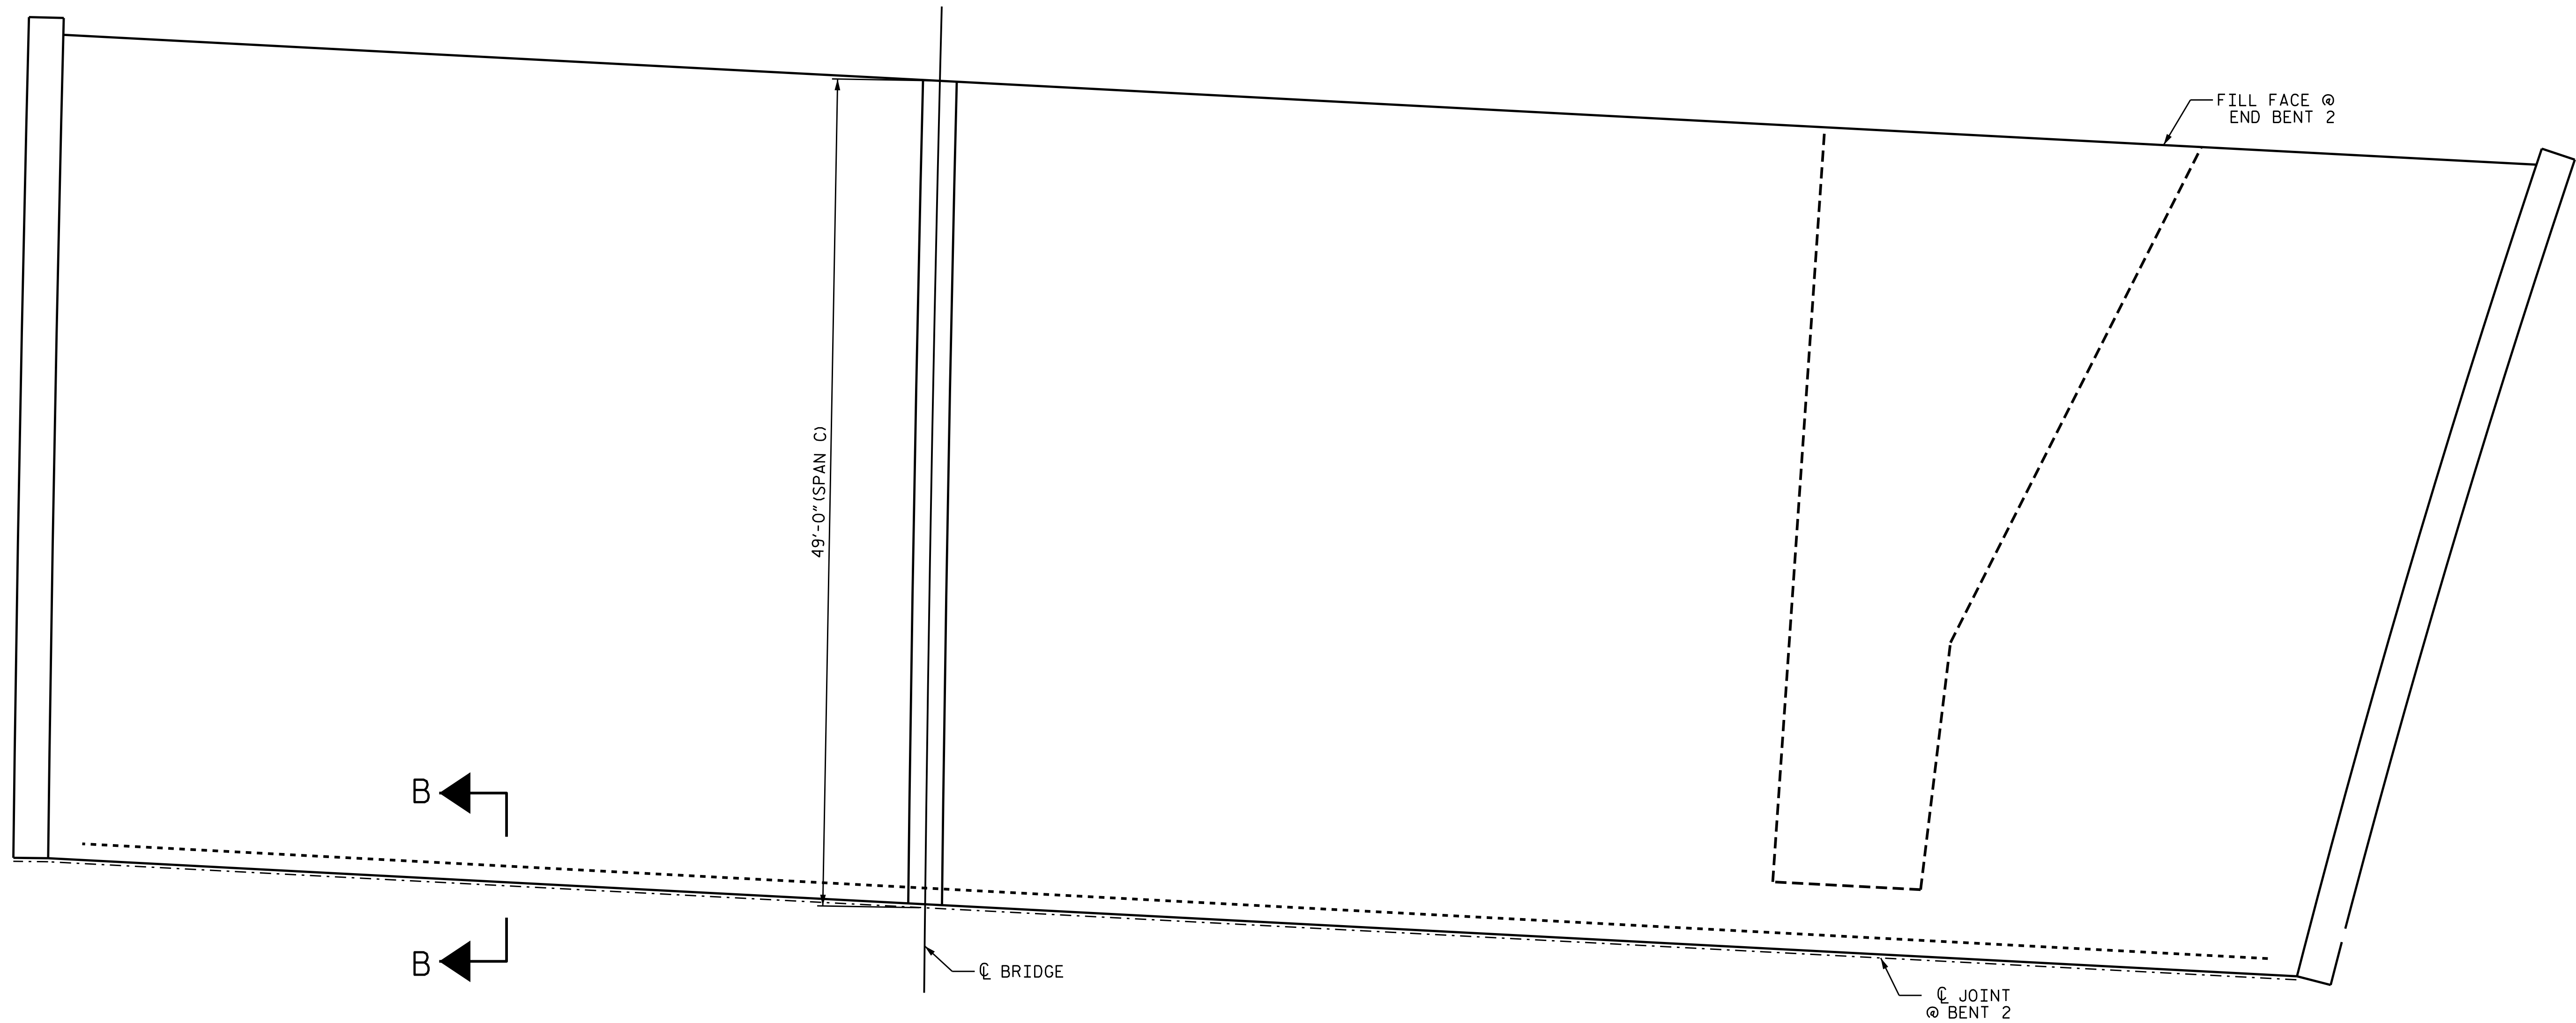 FILL FACE @
END BENT 2
49'-0" (SPAN C)
B
B
℄ BRIDGE
℄ JOINT
@ BENT 2